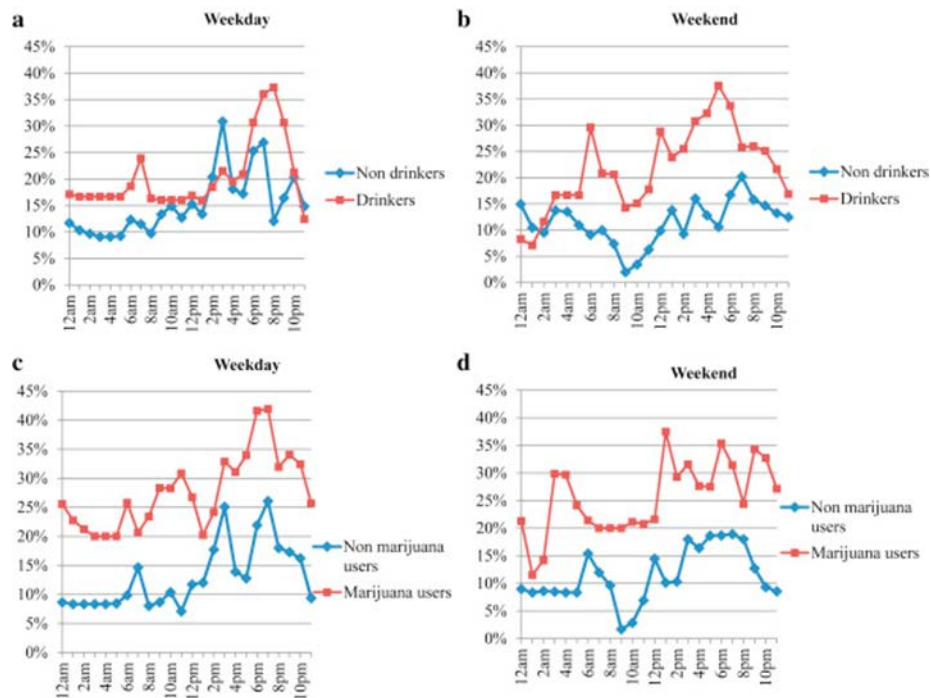 a
Weekday
45%
40%
35%
30%
25%
20%
15%
10%
5%
0%
12am
2am
4am
6am
8am
10am
12pm
2pm
4pm
6pm
8pm
10pm
Non drinkers
Drinkers
b
Weekend
45%
40%
35%
30%
25%
20%
15%
10%
5%
0%
12am
2am
4am
6am
8am
10am
12pm
2pm
4pm
6pm
8pm
10pm
Non drinkers
Drinkers
c
Weekday
45%
40%
35%
30%
25%
20%
15%
10%
5%
0%
12am
2am
4am
6am
8am
10am
12pm
2pm
4pm
6pm
8pm
10pm
Non marijuana
users
Marijuana users
d
Weekend
45%
40%
35%
30%
25%
20%
15%
10%
5%
0%
12am
2am
4am
6am
8am
10am
12pm
2pm
4pm
6pm
8pm
10pm
Non marijuana
users
Marijuana users